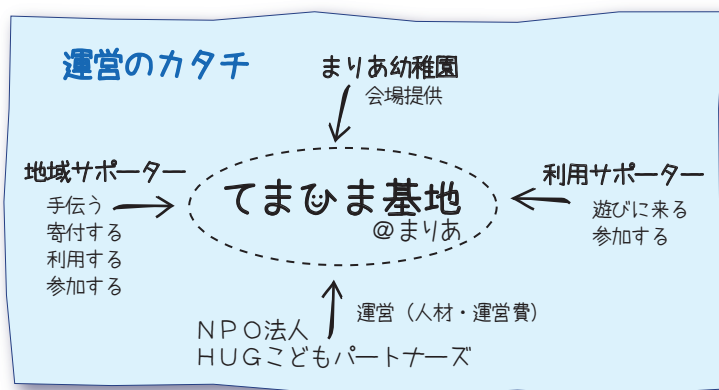 運営のカタチ
まりあ幼稚園
会場提供
地域サポーター
手伝う
寄付する
利用する
参加する
てまひま基地
@まりあ
利用サポーター
遊びに来る
参加する
運営（人材・運営費）
NPO法人
HUGこどもパートナーズ